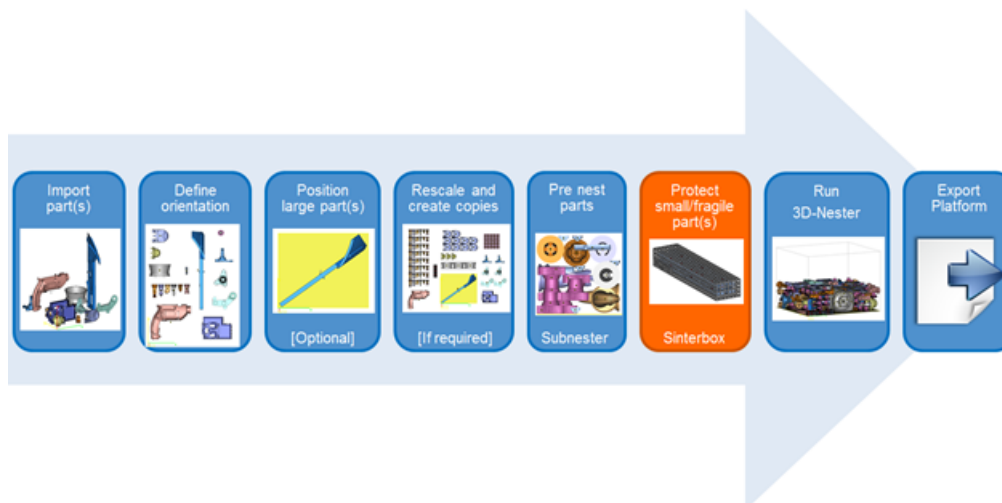 Import
part(s)
Define
orientation
Position
large part(s)
[Optional]
Rescale and
create copies
[If required]
Pre nest
parts
Subnester
Protect
small/fragile
part(s)
Sinterbox
Run
3D-Nester
Export
Platform